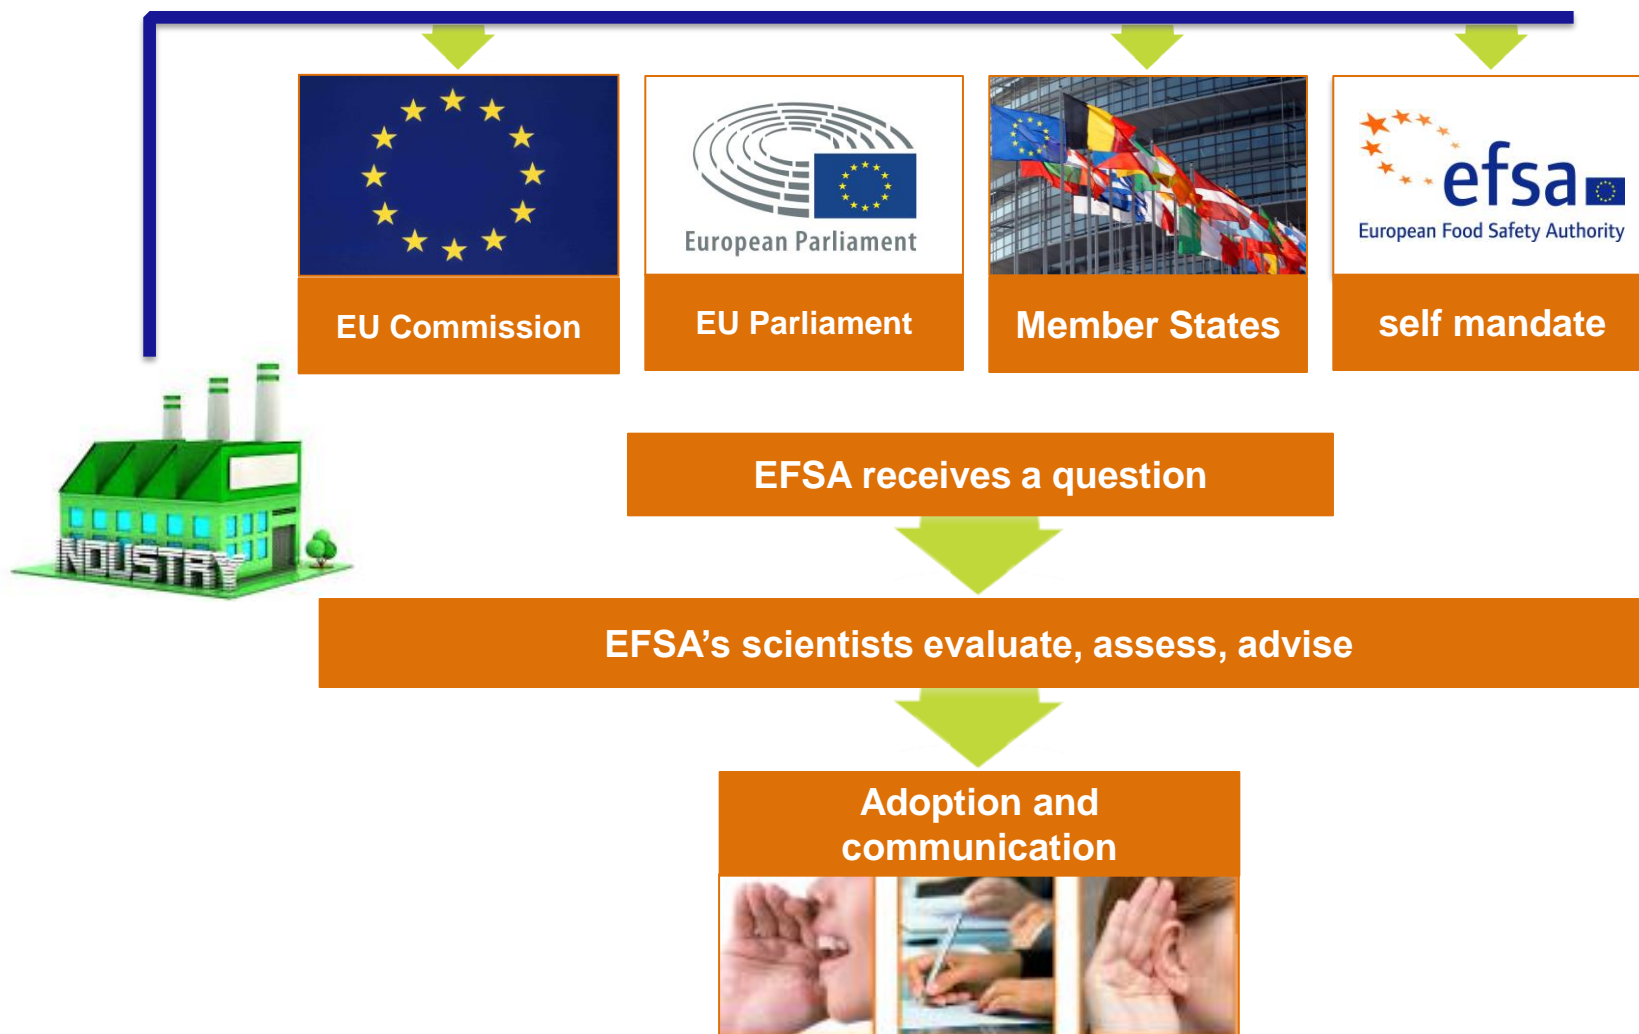 European Parliament
efsa
European Food Safety Authority
EU Commission
EU Parliament
Member States
self mandate
INDUSTRY
EFSA receives a question
EFSA’s scientists evaluate, assess, advise
Adoption and
communication